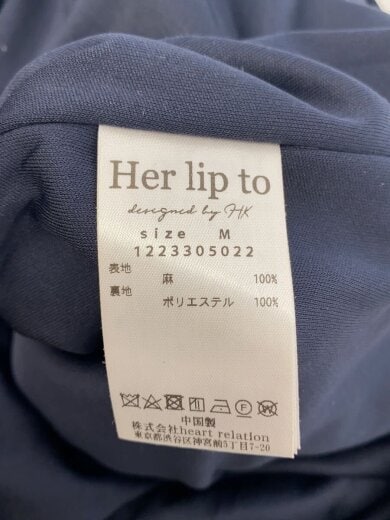 Her lip to
designed by HK
size M
1223305022
表地 麻 100%
裏地 ポリエステル 100%
中国製
株式会社heart relation
東京都渋谷区神宮前5丁目7-20